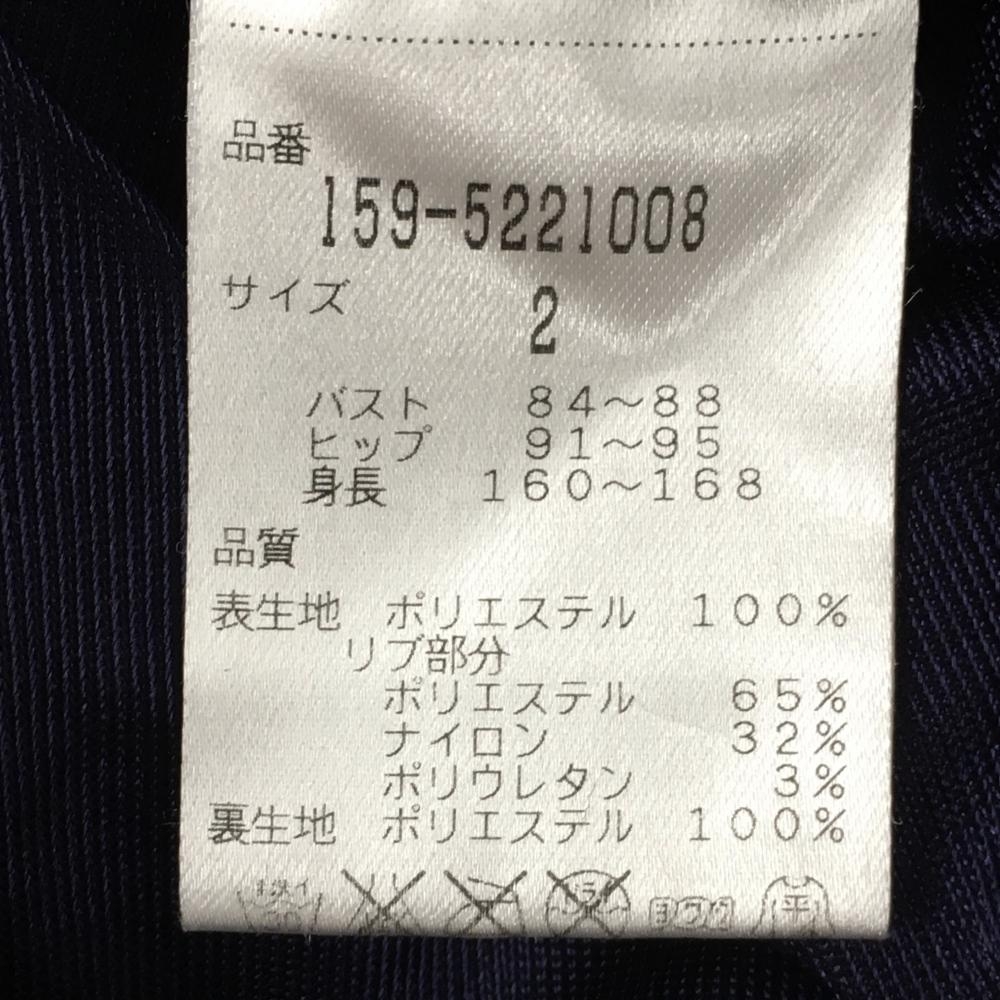 品番
159-5221008
サイズ 2
バスト 84～88
ヒップ 91～95
身長 160～168
品質
表生地 ポリエステル 100%
リブ部分
ポリエステル 65%
ナイロン 32%
ポリウレタン 3%
裏生地 ポリエステル 100%
平